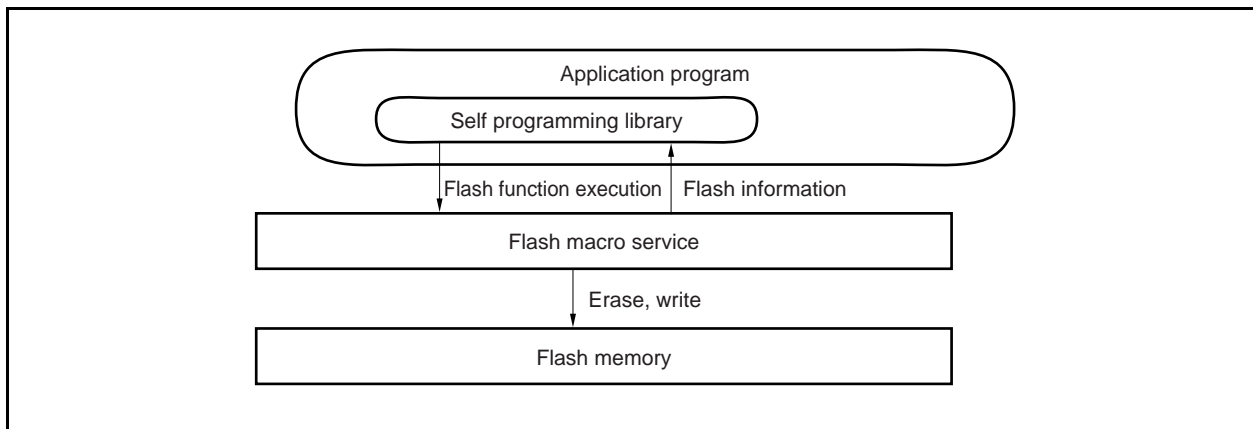 Application program
Self programming library
Flash function execution
Flash information
Flash macro service
Erase, write
Flash memory